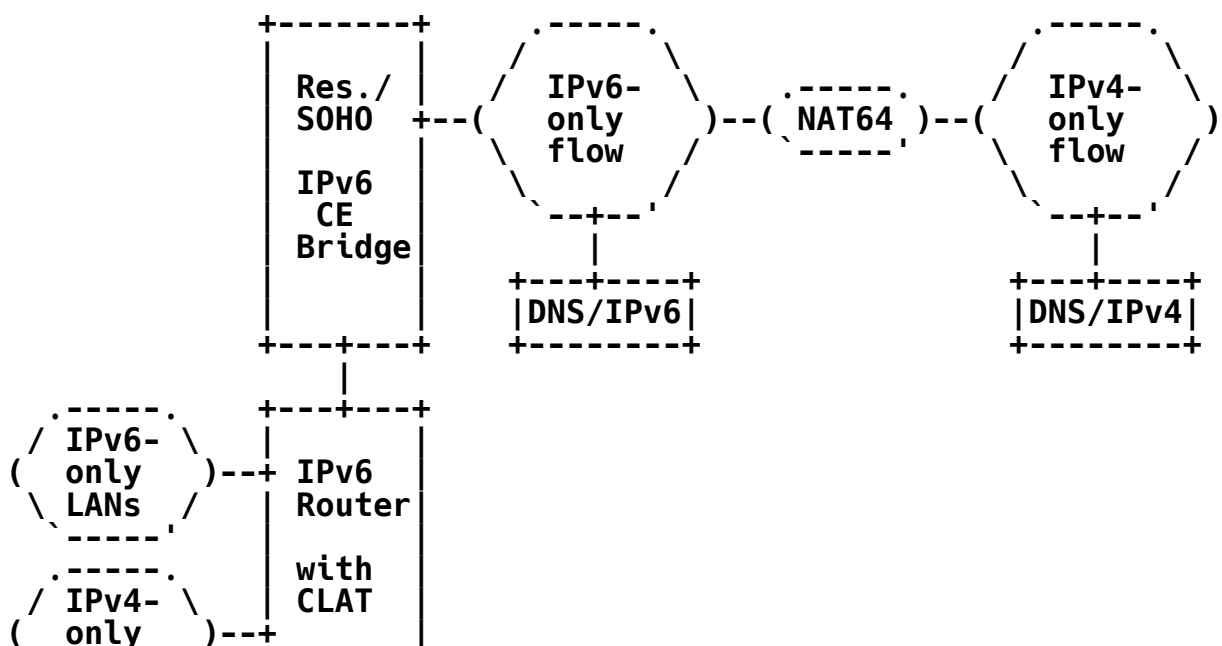 Res./ IPv6- IPv4-
SOHO only NAT64 only
flow flow
IPv6
CE
Bridge
DNS/IPv6 DNS/IPv4
IPv6-
only IPv6
LANs Router
with
IPv4- CLAT
only